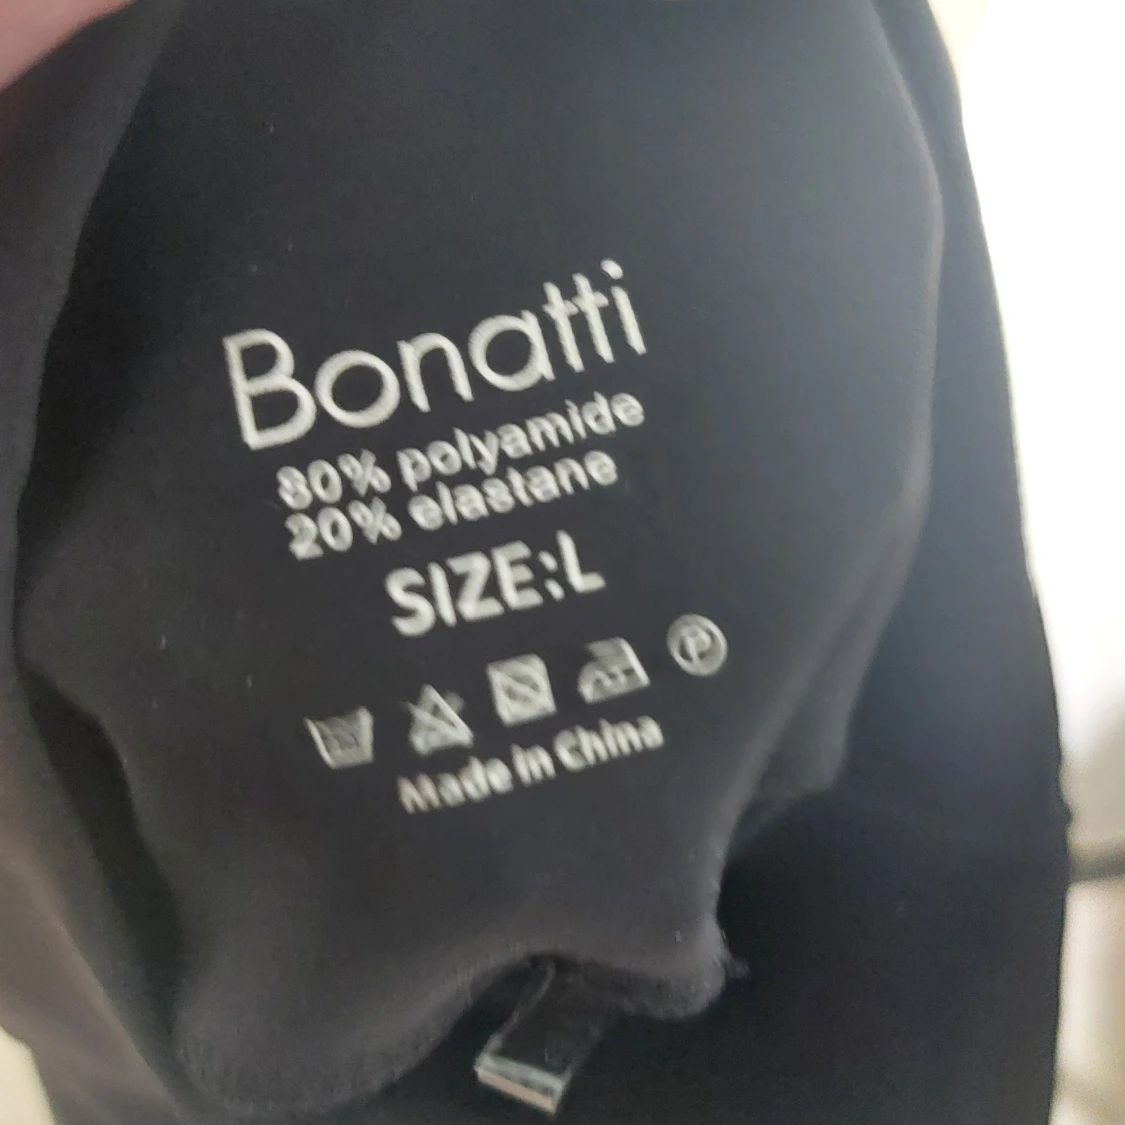 Bonatti
80% polyamide
20% elastane
SIZE:L
P
Made in China